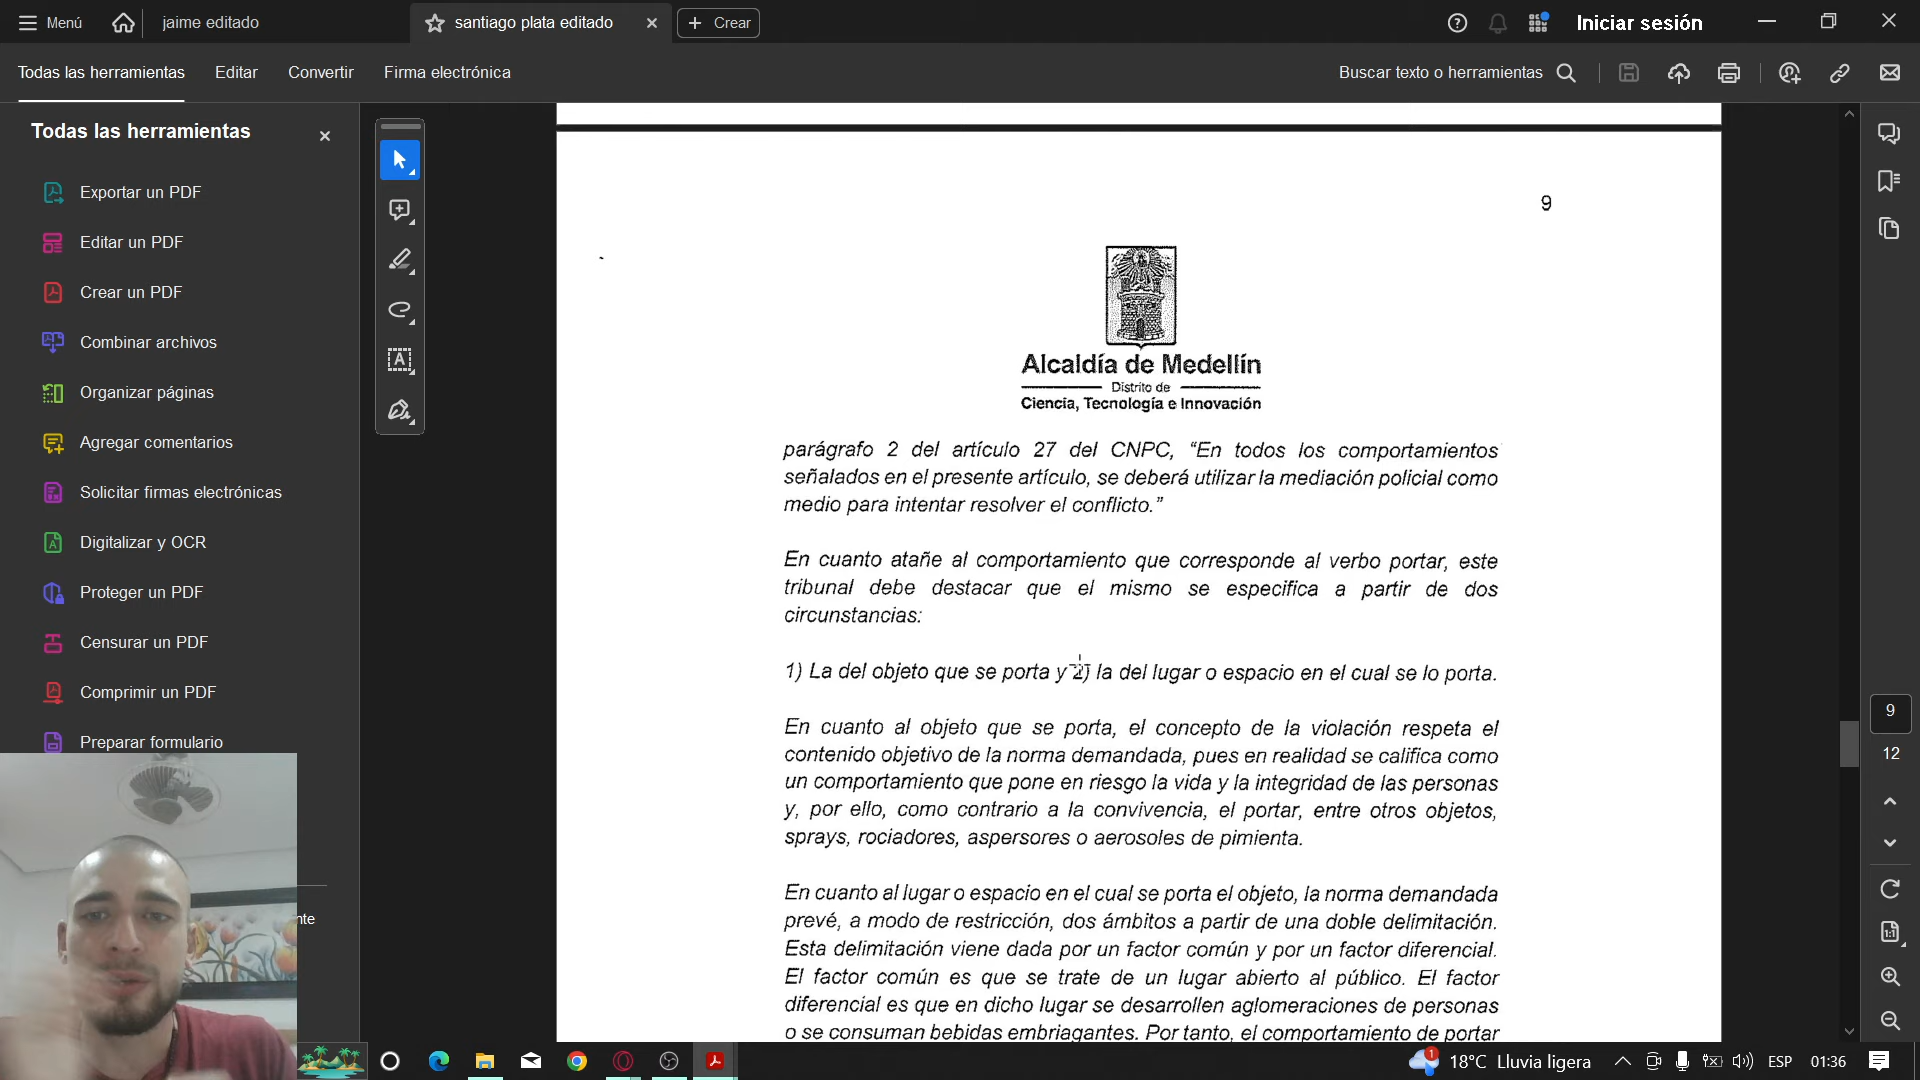 Menú
jaime editado
santiago plata editado
Crear
Iniciar sesión
Todas las herramientas
Editar
Convertir
Firma electrónica
Buscar texto o herramientas
Todas las herramientas
Exportar un PDF
Editar un PDF
Crear un PDF
Combinar archivos
Organizar páginas
Agregar comentarios
Solicitar firmas electrónicas
Digitalizar y OCR
Proteger un PDF
Censurar un PDF
Comprimir un PDF
Preparar formulario
nte
9
Alcaldía de Medellín
Distrito de
Ciencia, Tecnología e Innovación
parágrafo 2 del artículo 27 del CNPC, “En todos los comportamientos
señalados en el presente artículo, se deberá utilizar la mediación policial como
medio para intentar resolver el conflicto.”
En cuanto atañe al comportamiento que corresponde al verbo portar, este
tribunal debe destacar que el mismo se especifica a partir de dos
circunstancias:
1) La del objeto que se porta y 2) la del lugar o espacio en el cual se lo porta.
En cuanto al objeto que se porta, el concepto de la violación respeta el
contenido objetivo de la norma demandada, pues en realidad se califica como
un comportamiento que pone en riesgo la vida y la integridad de las personas
y, por ello, como contrario a la convivencia, el portar, entre otros objetos,
sprays, rociadores, aspersores o aerosoles de pimienta.
En cuanto al lugar o espacio en el cual se porta el objeto, la norma demandada
prevé, a modo de restricción, dos ámbitos a partir de una doble delimitación.
Esta delimitación viene dada por un factor común y por un factor diferencial.
El factor común es que se trate de un lugar abierto al público. El factor
diferencial es que en dicho lugar se desarrollen aglomeraciones de personas
o se consuman bebidas embriagantes. Por tanto, el comportamiento de portar
9
12
1:1
1
18°C Lluvia ligera
ESP
01:36